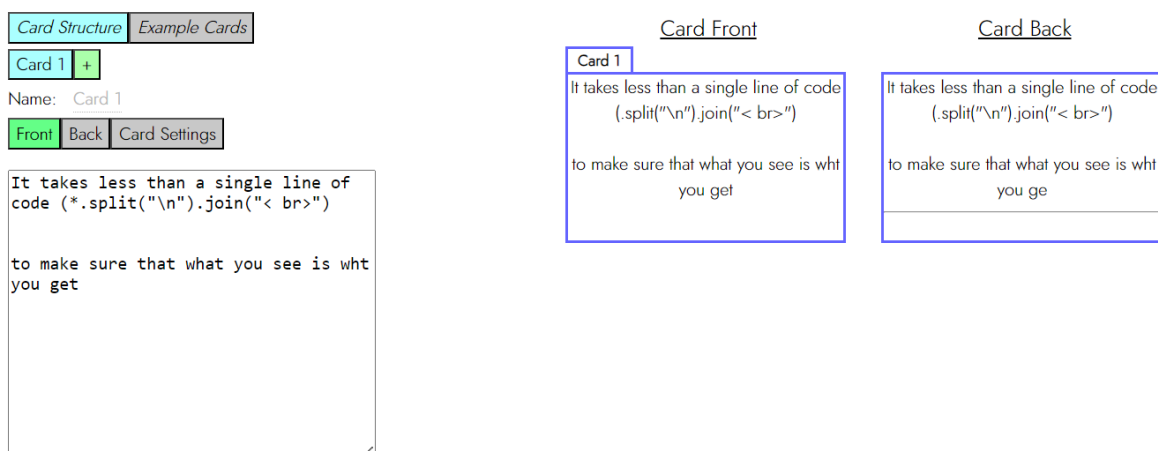 Card Structure Example Cards
Card 1 +
Name: Card 1
Front Back Card Settings
It takes less than a single line of
code (*.split("\n").join("< br>")
to make sure that what you see is wht
you get
Card Front
Card 1
It takes less than a single line of code
(.split("\n").join("< br>")
to make sure that what you see is wht
you get
Card Back
It takes less than a single line of code
(.split("\n").join("< br>")
to make sure that what you see is wht
you ge